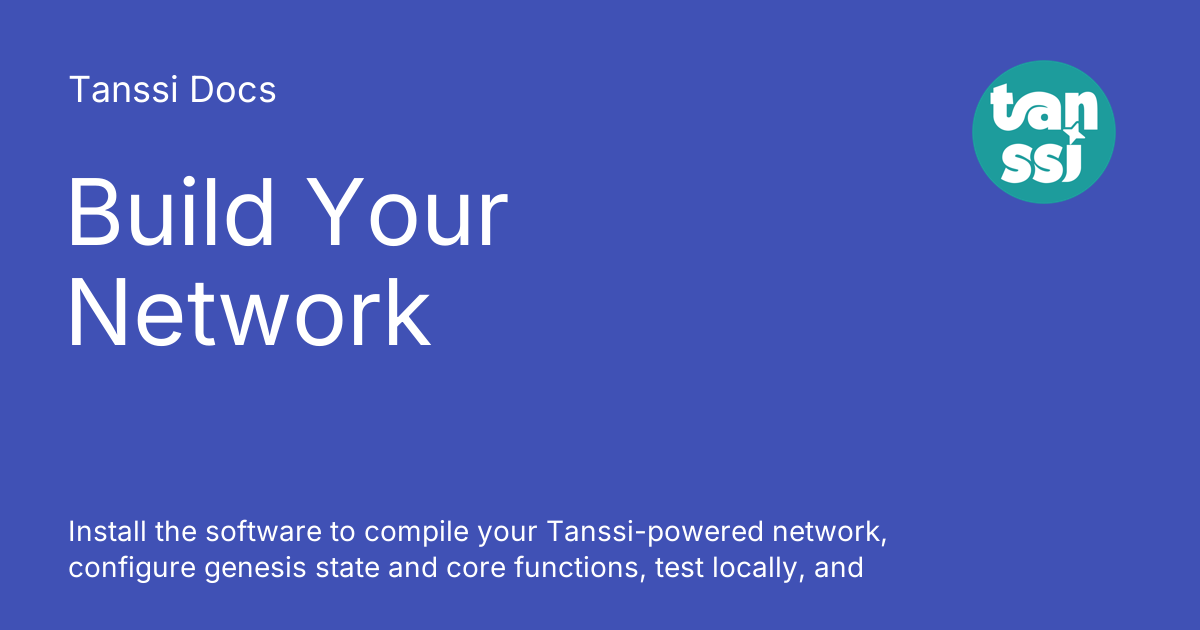 Tanssi Docs
tan
ssi
Build Your
Network
Install the software to compile your Tanssi-powered network,
configure genesis state and core functions, test locally, and